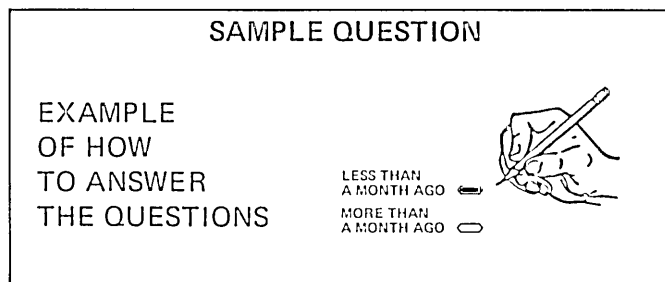 SAMPLE QUESTION
EXAMPLE
OF HOW
TO ANSWER
THE QUESTIONS
LESS THAN
A MONTH AGO
MORE THAN
A MONTH AGO